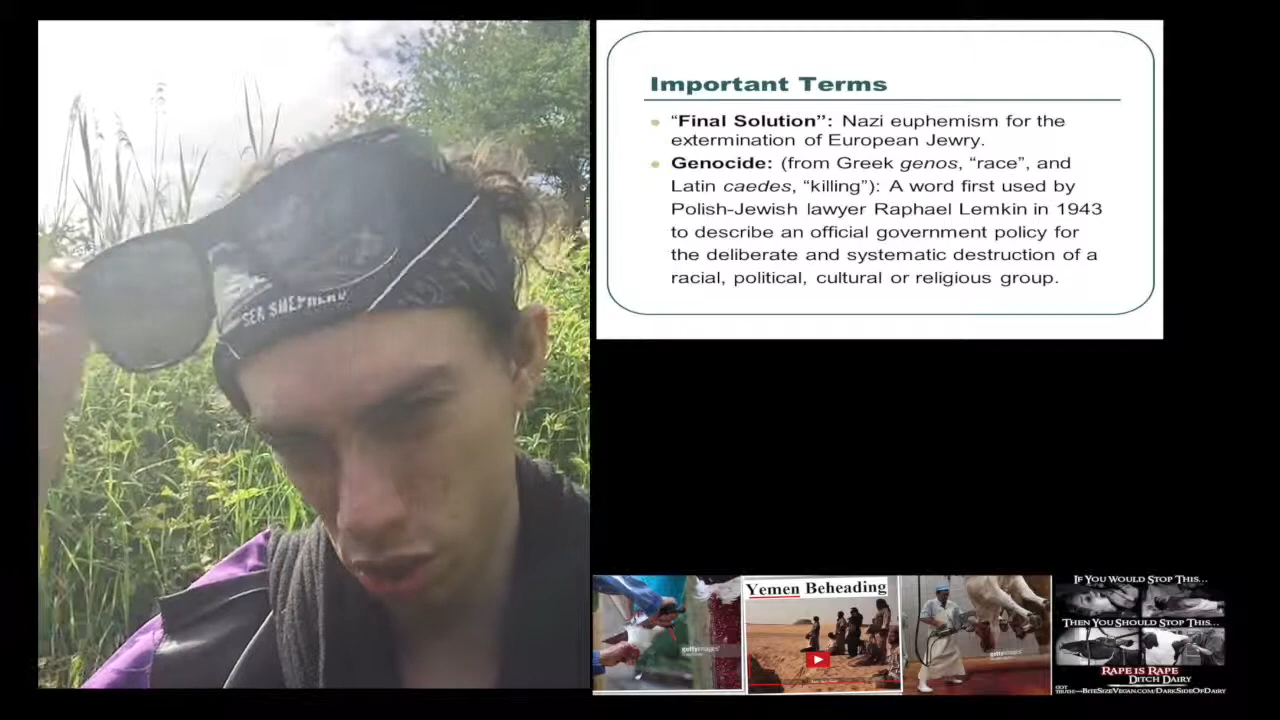 SEA SHEPHERD
Important Terms
“Final Solution”: Nazi euphemism for the
extermination of European Jewry.
Genocide: (from Greek genos, “race”, and
Latin caedes, “killing”): A word first used by
Polish-Jewish lawyer Raphael Lemkin in 1943
to describe an official government policy for
the deliberate and systematic destruction of a
racial, political, cultural or religious group.
gettyimages
Yemen Beheading
gettyimages
IF YOU WOULD STOP THIS...
THEN YOU SHOULD STOP THIS...
RAPE IS RAPE
DITCH DAIRY
BITESIZEVEGAN.COM/DARKSIDEOFDAIRY